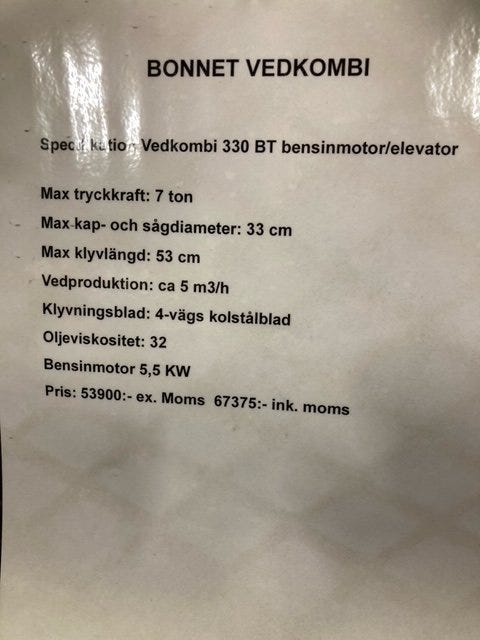 BONNET VEDKOMBI
Specifikation Vedkombi 330 BT bensinmotor/elevator
Max tryckkraft: 7 ton
Max kap- och sågdiameter: 33 cm
Max klyvlängd: 53 cm
Vedproduktion: ca 5 m3/h
Klyvningsblad: 4-vägs kolstålblad
Oljeviskositet: 32
Bensinmotor 5,5 KW
Pris: 53900:- ex. Moms 67375:- ink. moms